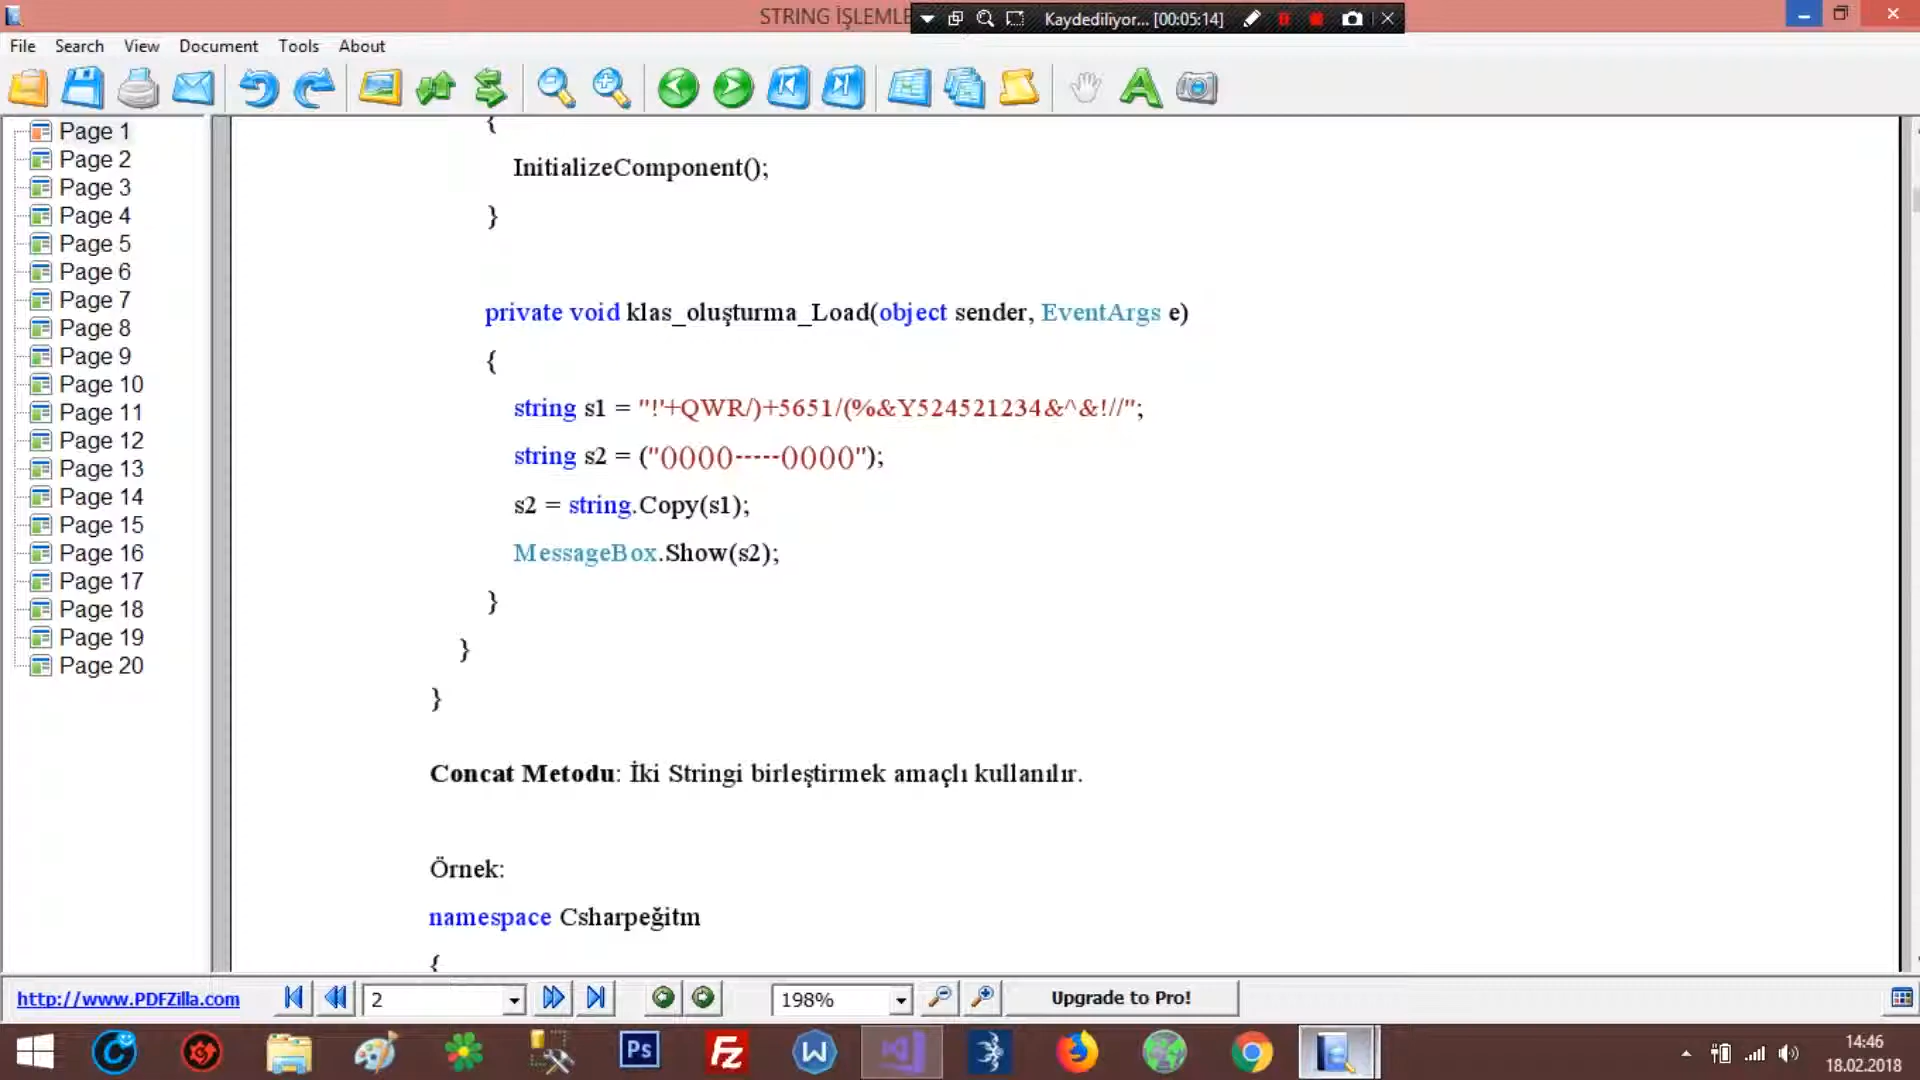 STRING İŞLEMLE
Kaydediliyor... [00:05:14]
File Search View Document Tools About
Page 1
Page 2
Page 3
Page 4
Page 5
Page 6
Page 7
Page 8
Page 9
Page 10
Page 11
Page 12
Page 13
Page 14
Page 15
Page 16
Page 17
Page 18
Page 19
Page 20
{
InitializeComponent();
}
private void klas_oluşturma_Load(object sender, EventArgs e)
{
string s1 = "!'+QWR/)+5651/(%&Y524521234&^&!//";
string s2 = ("()()()()-----()()()()");
s2 = string.Copy(s1);
MessageBox.Show(s2);
}
}
}
Concat Metodu: İki Stringi birleştirmek amaçlı kullanılır.
Örnek:
namespace Csharpeğitm
{
http://www.PDFZilla.com
2
198%
Upgrade to Pro!
Ps
Fz
W
14:46
18.02.2018